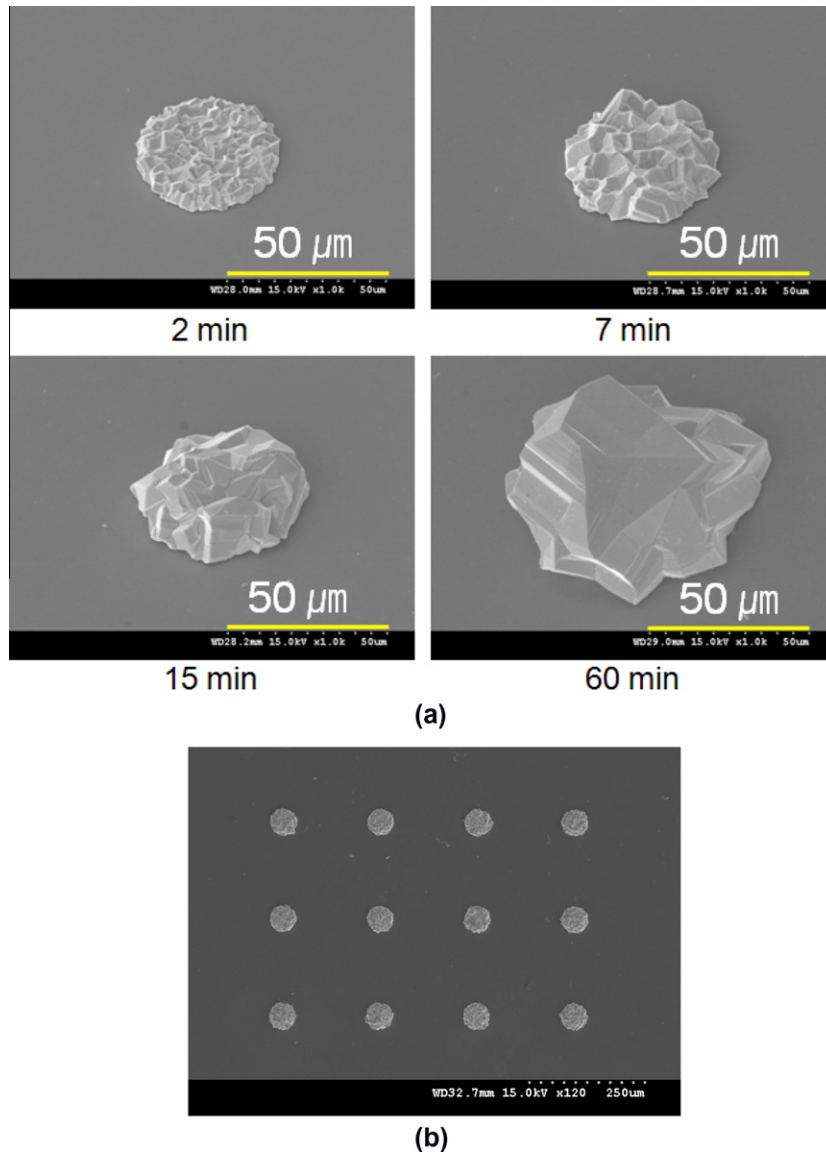 50 μm
WD28.0mm 15.0kV x1.0k 50um
2 min
50 μm
WD28.7mm 15.0kV x1.0k 50um
7 min
50 μm
WD28.2mm 15.0kV x1.0k 50um
15 min
50 μm
WD29.0mm 15.0kV x1.0k 50um
60 min
(a)
WD32.7mm 15.0kV x120 250um
(b)